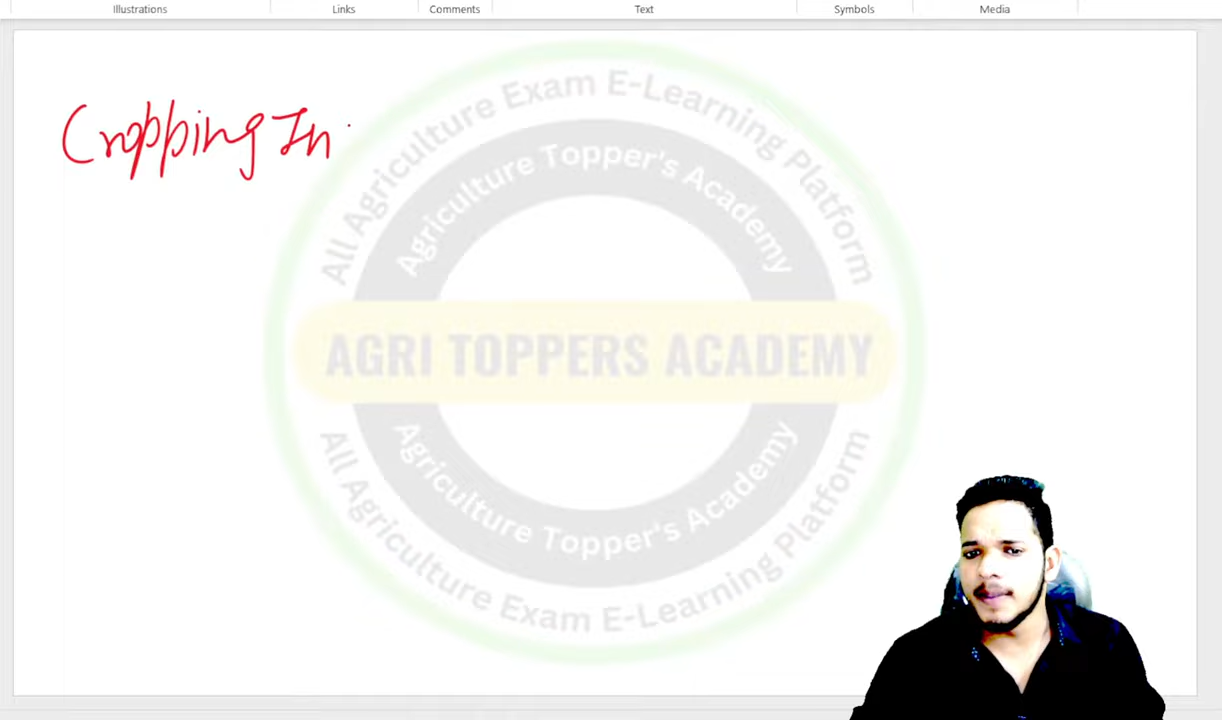 Illustrations Links Comments Text Symbols Media
Cropping In
All Agriculture Exam E-Learning Platform
Agriculture Topper's Academy
AGRI TOPPERS ACADEMY
Agriculture Topper's Academy
All Agriculture Exam E-Learning Platform